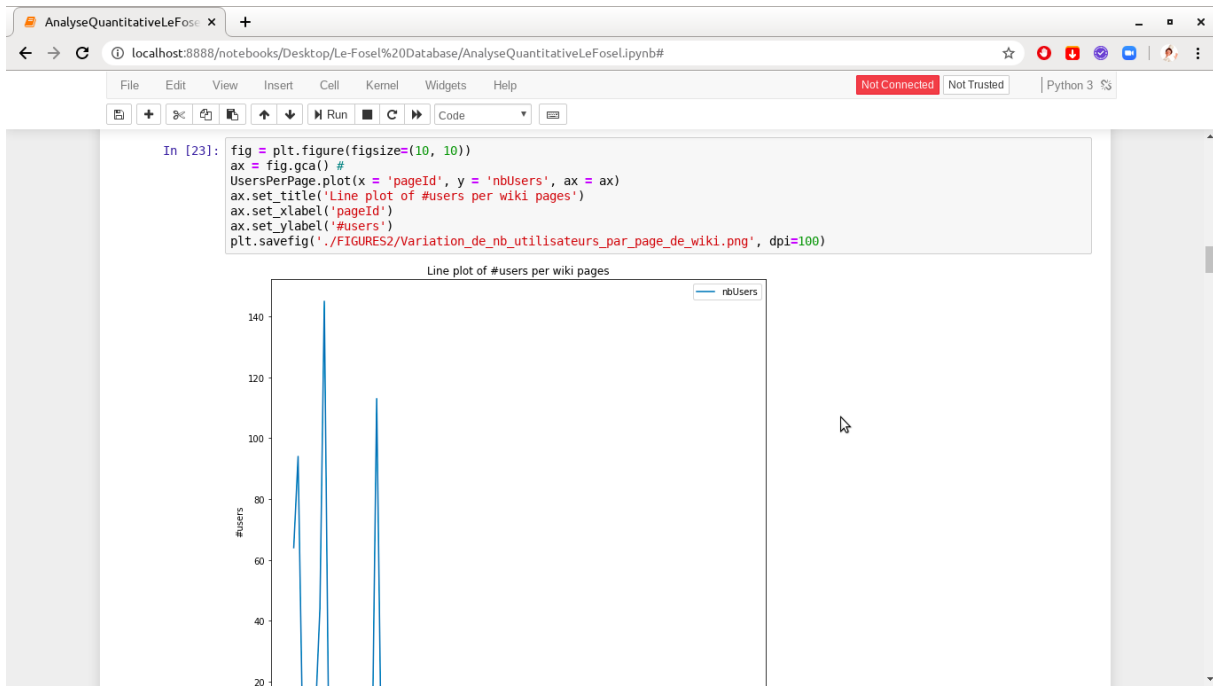 AnalyseQuantitativeLeFose
localhost:8888/notebooks/Desktop/Le-Fosel%20Database/AnalyseQuantitativeLeFosel.ipynb#
File Edit View Insert Cell Kernel Widgets Help Not Connected Not Trusted Python 3
Run Code
In [23]: fig = plt.figure(figsize=(10, 10))
ax = fig.gca() #
UsersPerPage.plot(x = 'pageId', y = 'nbUsers', ax = ax)
ax.set_title('Line plot of #users per wiki pages')
ax.set_xlabel('pageId')
ax.set_ylabel('#users')
plt.savefig('./FIGURES2/Variation_de_nb_utilisateurs_par_page_de_wiki.png', dpi=100)
Line plot of #users per wiki pages
nbUsers
140
120
100
80
#users
60
40
20